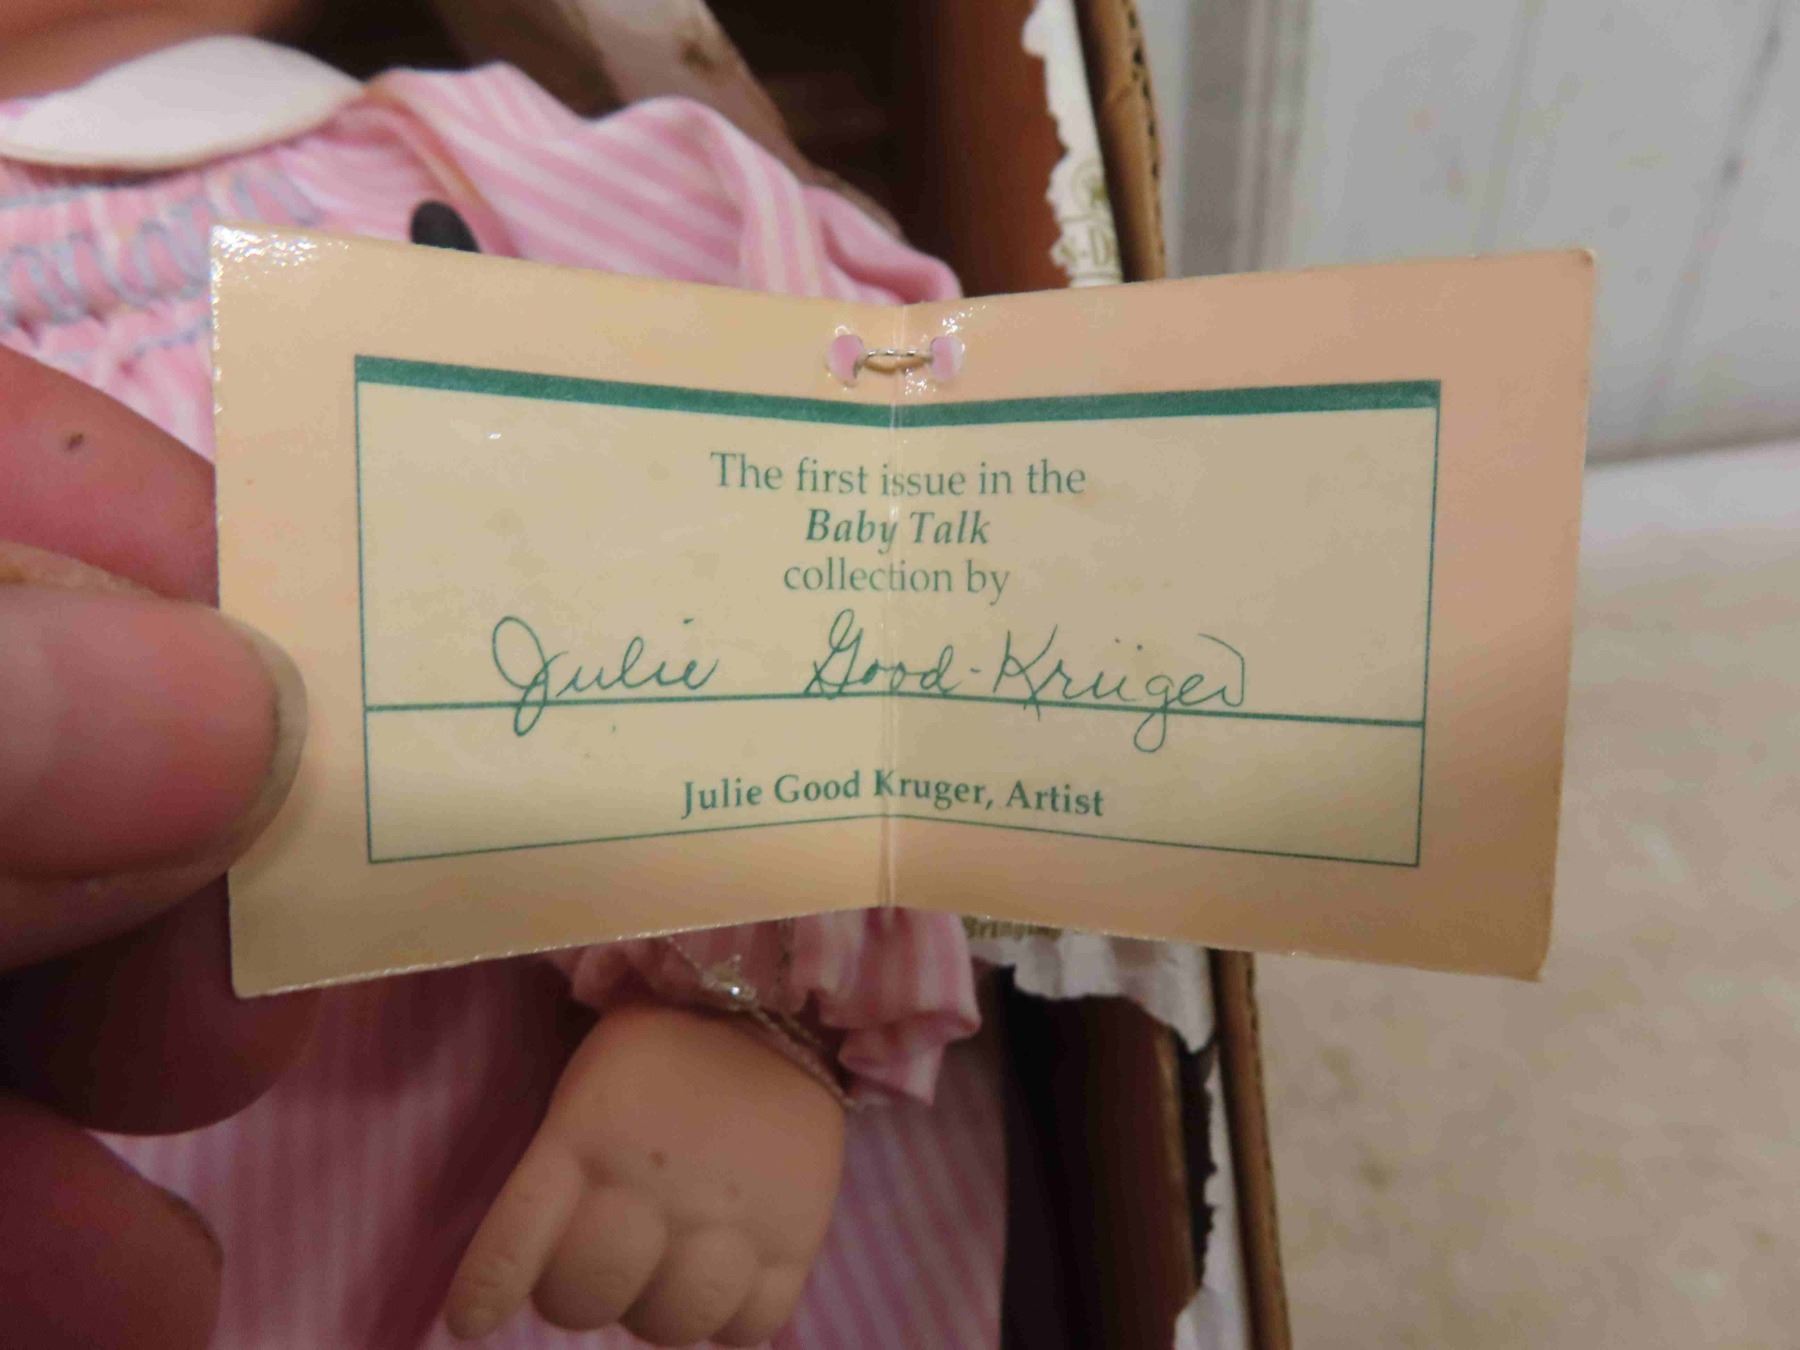 The first issue in the
Baby Talk
collection by
Julie Good-Krüger
Julie Good Kruger, Artist